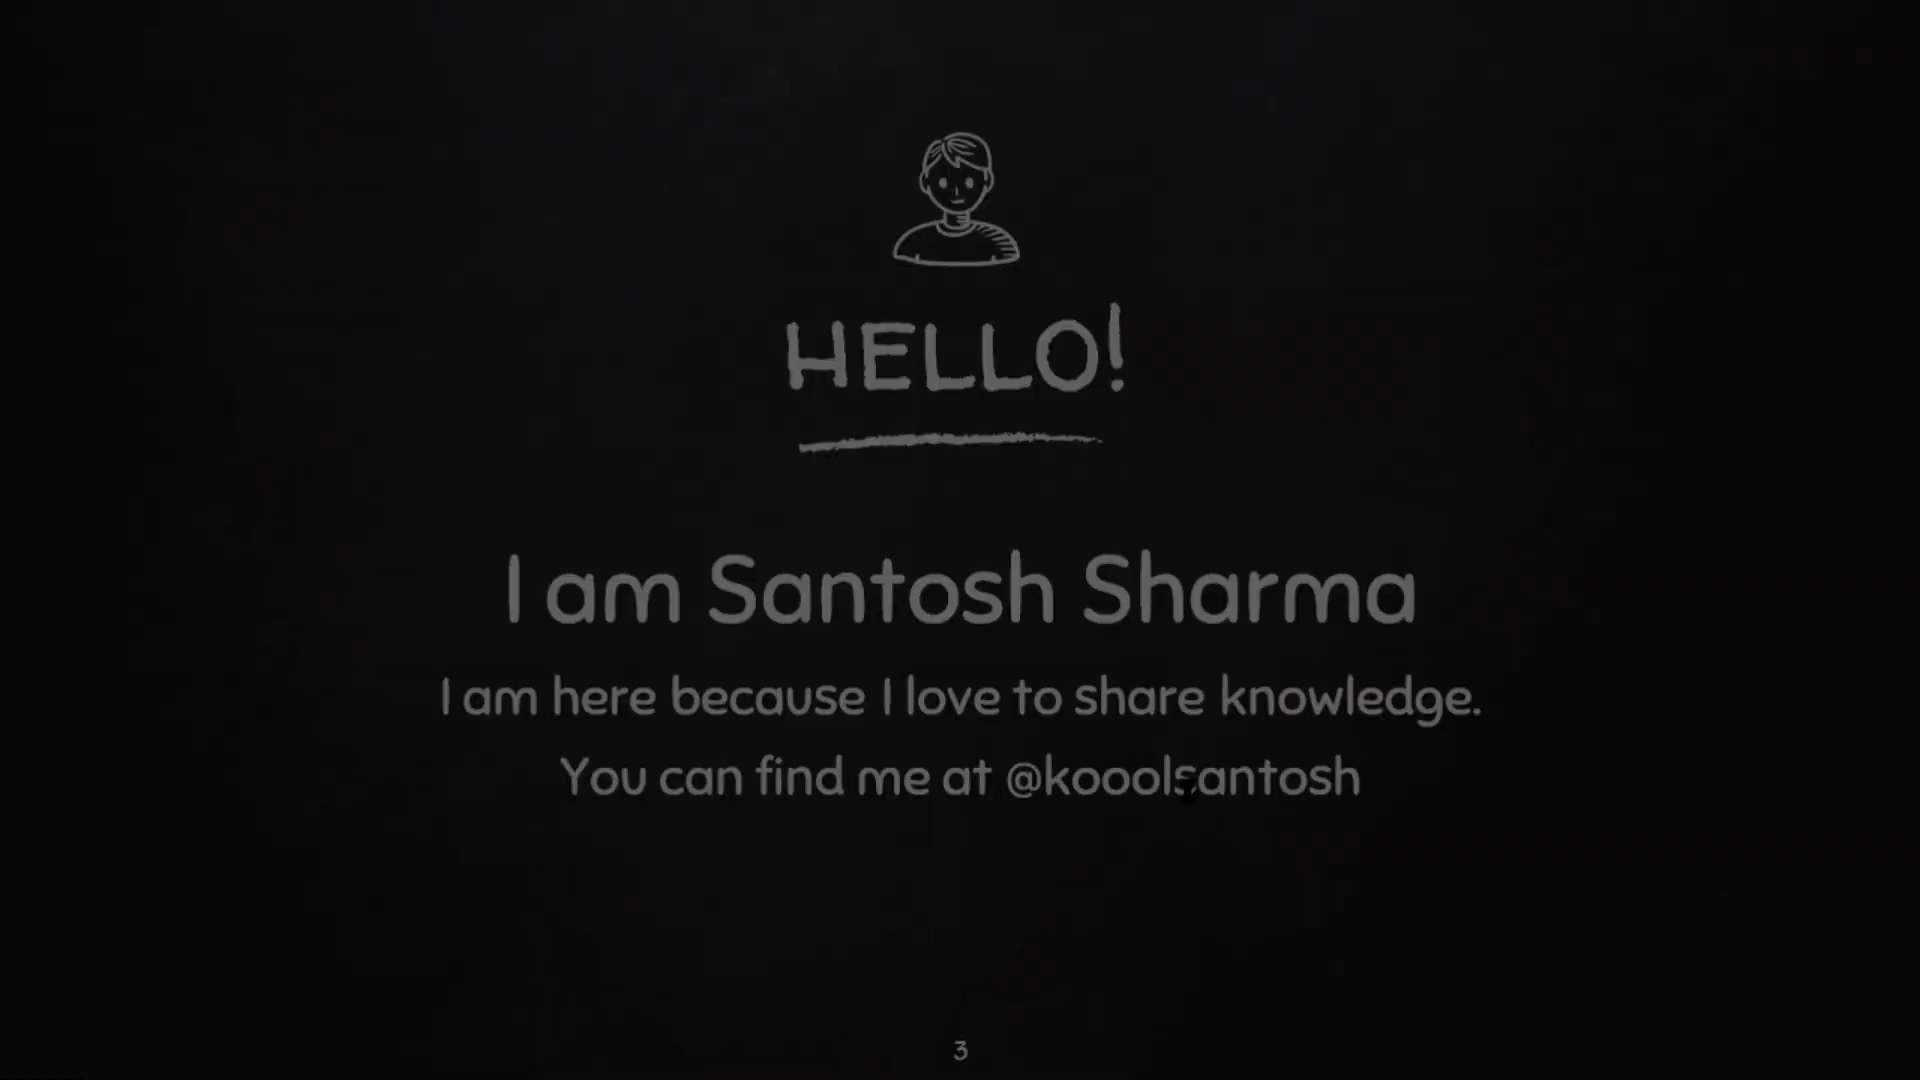 HELLO!
I am Santosh Sharma
I am here because I love to share knowledge.
You can find me at @kooolsantosh
3